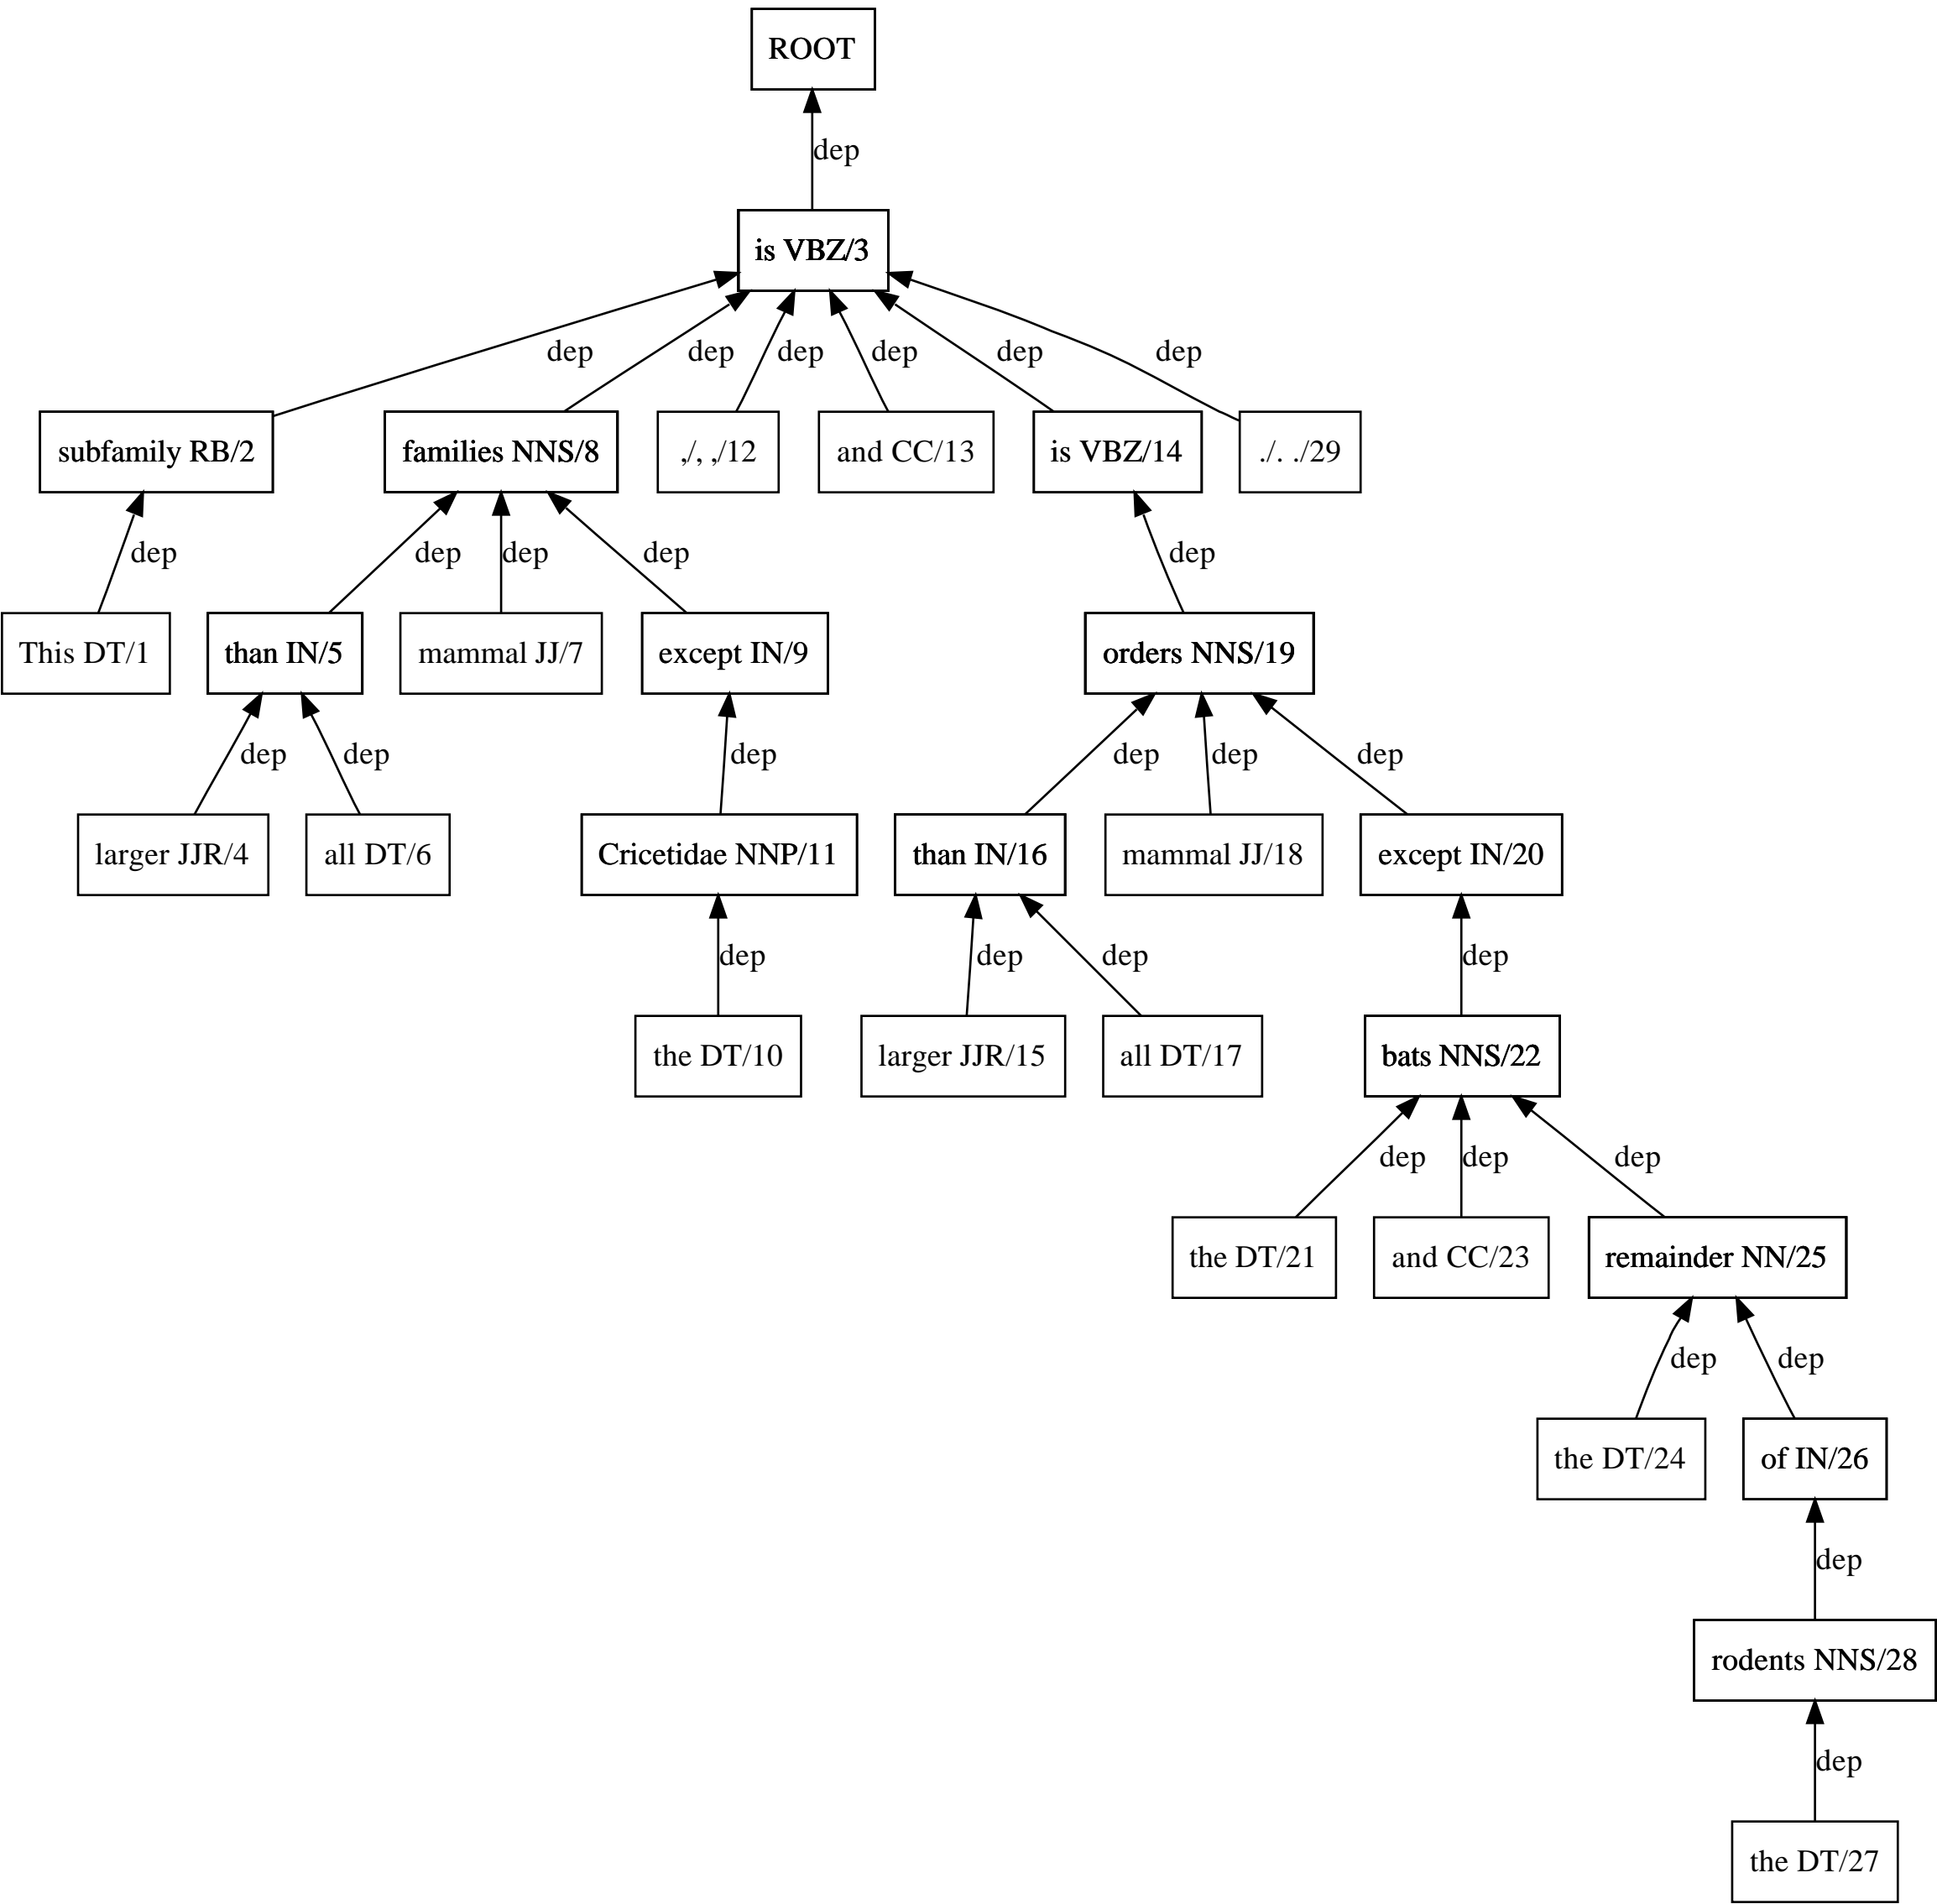 ROOT
dep
is VBZ/3
dep dep dep dep dep dep
subfamily RB/2 families NNS/8 ,/, ,/12 and CC/13 is VBZ/14 ./. ./29
dep dep dep dep dep
This DT/1 than IN/5 mammal JJ/7 except IN/9 orders NNS/19
dep dep dep dep dep dep
larger JJR/4 all DT/6 Cricetidae NNP/11 than IN/16 mammal JJ/18 except IN/20
dep dep dep dep
the DT/10 larger JJR/15 all DT/17 bats NNS/22
dep dep dep
the DT/21 and CC/23 remainder NN/25
dep dep
the DT/24 of IN/26
dep
rodents NNS/28
dep
the DT/27